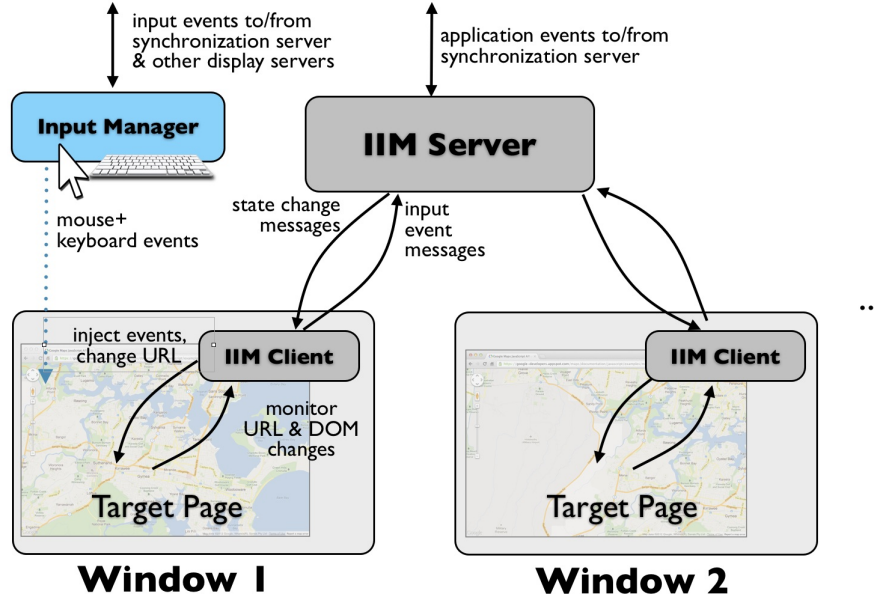 input events to/from
synchronization server
& other display servers
application events to/from
synchronization server
Input Manager
IIM Server
mouse+
keyboard events
state change
messages
input
event
messages
..
inject events,
change URL
IIM Client
monitor
URL & DOM
changes
Target Page
IIM Client
Target Page
Window 1
Window 2